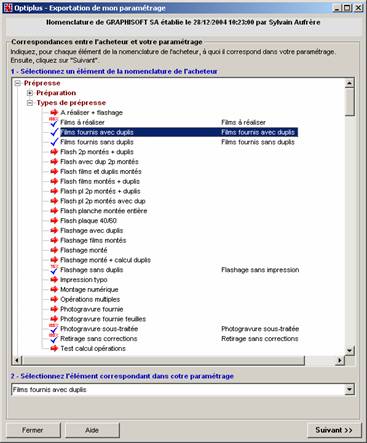 Optiplus - Exportation de mon paramétrage
Nomenclature de GRAPHISOFT SA établie le 28/12/2004 10:23:00 par Sylvain Aufrère
Correspondances entre l'acheteur et votre paramétrage
Indiquez, pour chaque élément de la nomenclature de l'acheteur, à quoi il correspond dans votre paramétrage.
Ensuite, cliquez sur "Suivant".
1 - Sélectionnez un élément de la nomenclature de l'acheteur
Prépresse
Préparation
Types de prépresse
A réaliser + flashage
Films à réaliser Films à réaliser
Films fournis avec duplis Films fournis avec duplis
Films fournis sans duplis Films fournis sans duplis
Flash 2p montés + duplis
Flash avec dup 2p montés
Flash films et duplis montés
Flash films montés + duplis
Flash pl 2p montés + duplis
Flash pl 2p montés avec dup
Flash planche montée entière
Flash plaque 40/60
Flashage avec duplis
Flashage films montés
Flashage monté
Flashage monté + calcul duplis
Flashage sans duplis Flashage sans impression
Impression typo
Montage numérique
Opérations multiples
Photogravure fournie
Photogravure fournie feuilles
Photogravure sous-traitée Photogravure sous-traitée
Retirage sans corrections Retirage sans corrections
Test calcul opérations
2 - Sélectionnez l'élément correspondant dans votre paramétrage
Films fournis avec duplis
Fermer Aide Suivant >>